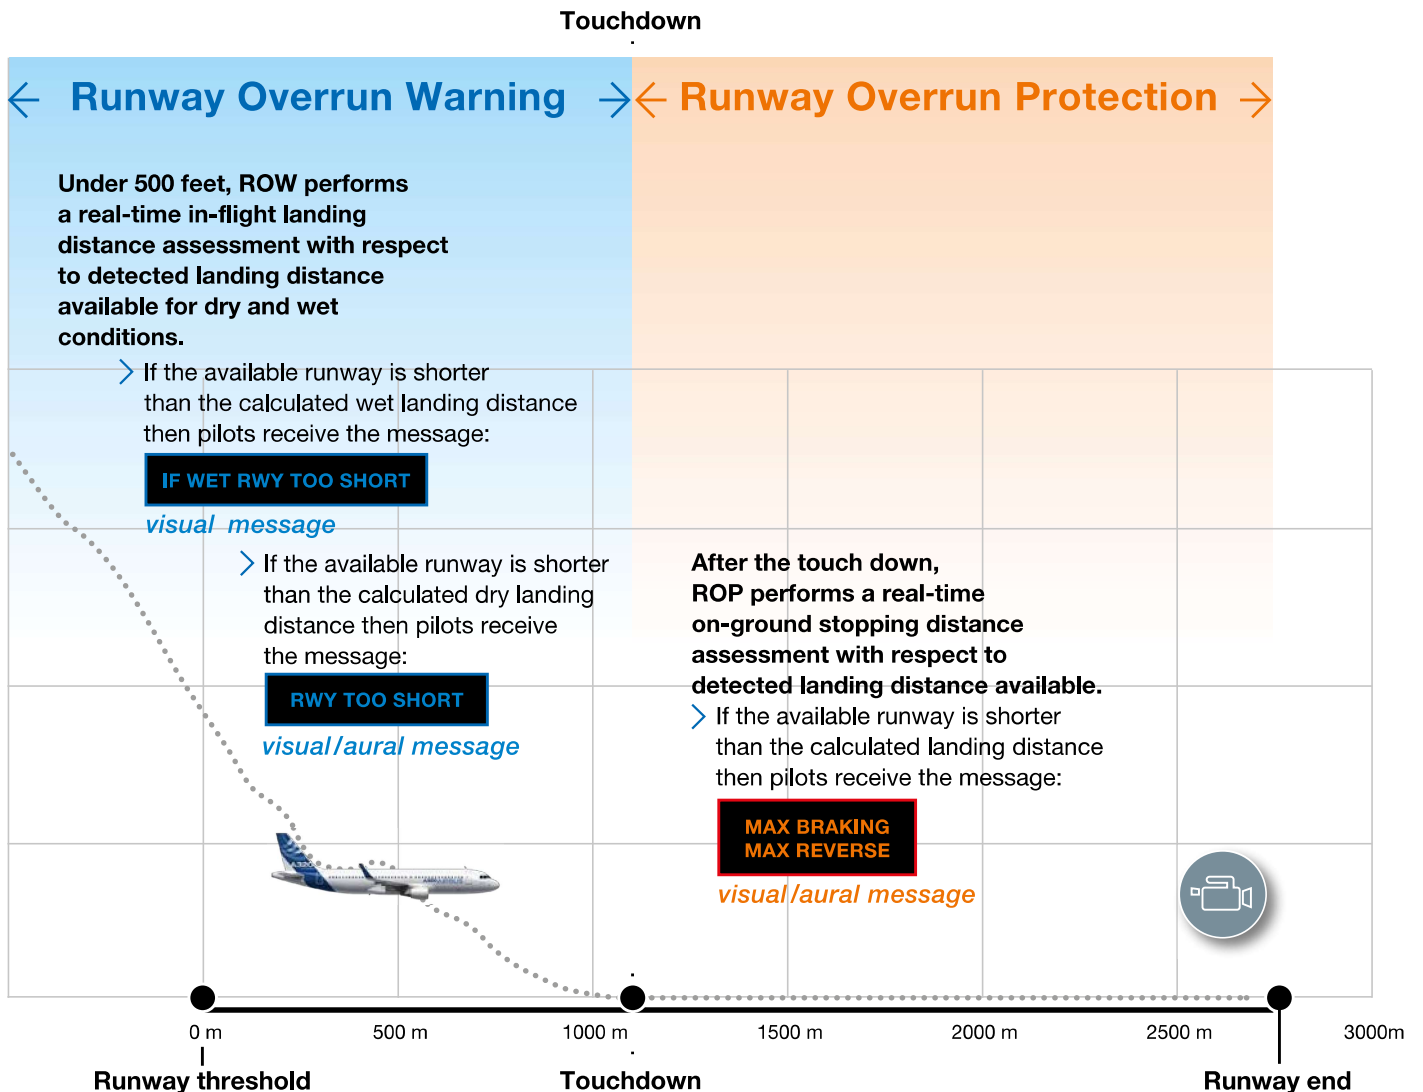 Touchdown
Runway Overrun Warning
Runway Overrun Protection
Under 500 feet, ROW performs
a real-time in-flight landing
distance assessment with respect
to detected landing distance
available for dry and wet
conditions.
If the available runway is shorter
than the calculated wet landing distance
then pilots receive the message:
IF WET RWY TOO SHORT
visual message
If the available runway is shorter
than the calculated dry landing
distance then pilots receive
the message:
RWY TOO SHORT
visual/aural message
After the touch down,
ROP performs a real-time
on-ground stopping distance
assessment with respect to
detected landing distance available.
If the available runway is shorter
than the calculated landing distance
then pilots receive the message:
MAX BRAKING
MAX REVERSE
visual/aural message
A320
0 m
500 m
1000 m
1500 m
2000 m
2500 m
3000m
Runway threshold
Touchdown
Runway end